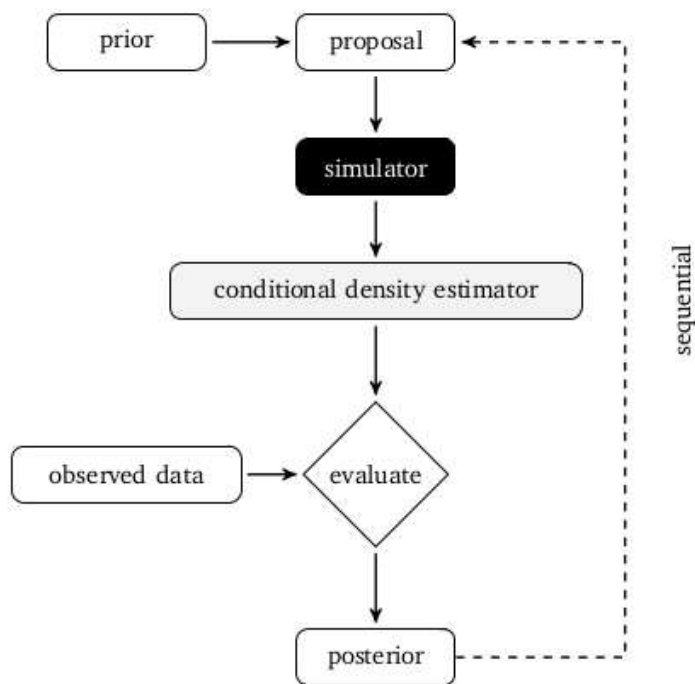 prior
proposal
simulator
conditional density estimator
observed data
evaluate
posterior
sequential